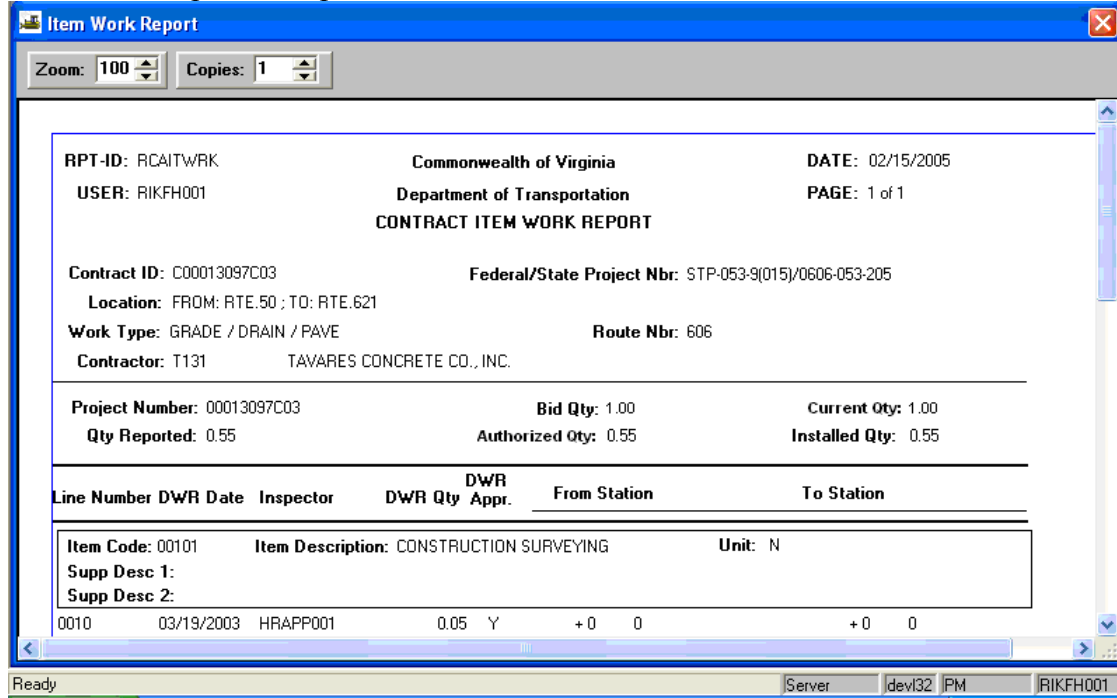 Item Work Report
Zoom: 100 Copies: 1
RPT-ID: RCAITWRK Commonwealth of Virginia DATE: 02/15/2005
USER: RIKFH001 Department of Transportation PAGE: 1 of 1
CONTRACT ITEM WORK REPORT
Contract ID: C00013097C03 Federal/State Project Nbr: STP-053-9(015)/0606-053-205
Location: FROM: RTE.50 ; TO: RTE.621
Work Type: GRADE / DRAIN / PAVE Route Nbr: 606
Contractor: T131 TAVARES CONCRETE CO., INC.
Project Number: 00013097C03 Bid Qty: 1.00 Current Qty: 1.00
Qty Reported: 0.55 Authorized Qty: 0.55 Installed Qty: 0.55
Line Number DWR Date Inspector DWR Qty DWR Appr. From Station To Station
Item Code: 00101 Item Description: CONSTRUCTION SURVEYING Unit: N
Supp Desc 1:
Supp Desc 2:
0010 03/19/2003 HRAPP001 0.05 Y + 0 0 + 0 0
Ready Server devl32 PM RIKFH001